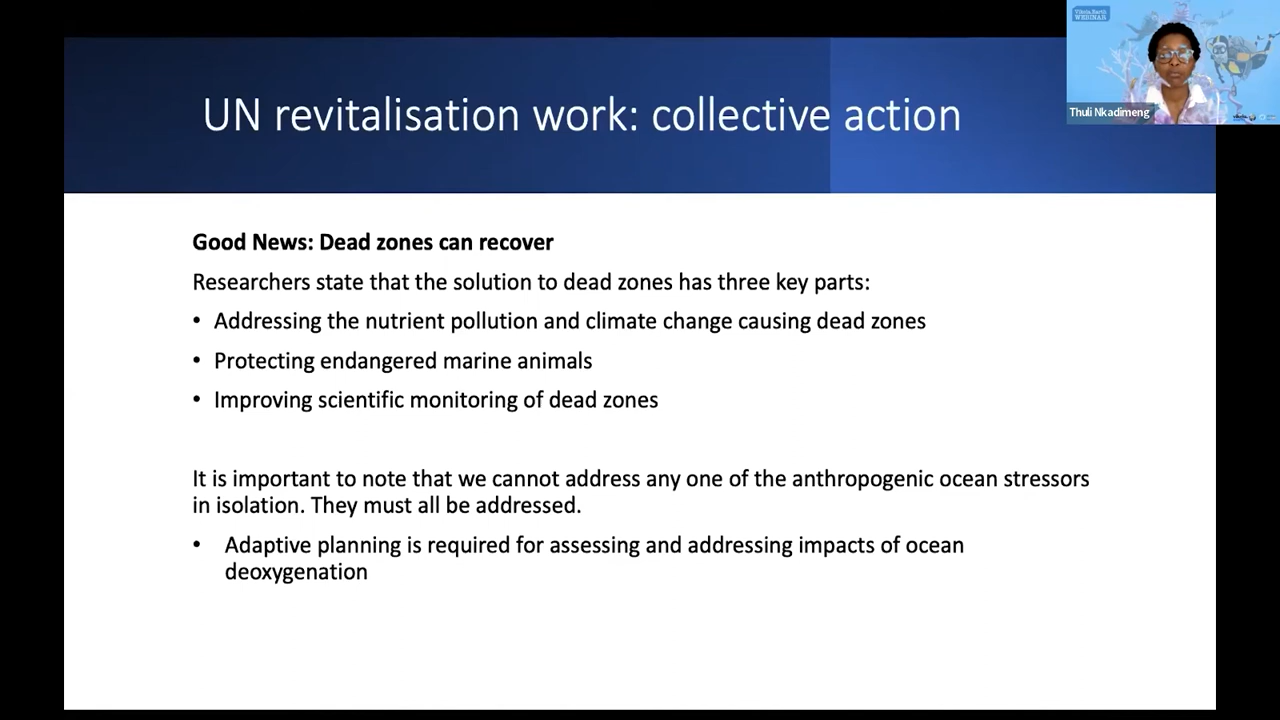 UN revitalisation work: collective action
WEBINAR
Thuli Nkadimeng
Good News: Dead zones can recover
Researchers state that the solution to dead zones has three key parts:
• Addressing the nutrient pollution and climate change causing dead zones
• Protecting endangered marine animals
• Improving scientific monitoring of dead zones
It is important to note that we cannot address any one of the anthropogenic ocean stressors
in isolation. They must all be addressed.
• Adaptive planning is required for assessing and addressing impacts of ocean
deoxygenation